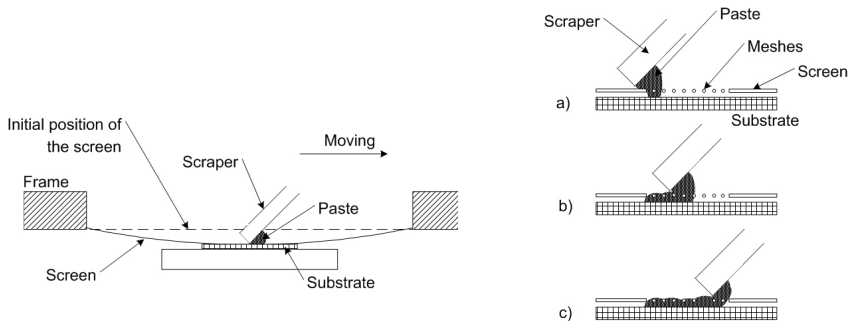 Initial position of
the screen
Moving
Scraper
Frame
Paste
Screen
Substrate
Scraper
Paste
Meshes
Screen
a)
Substrate
b)
c)